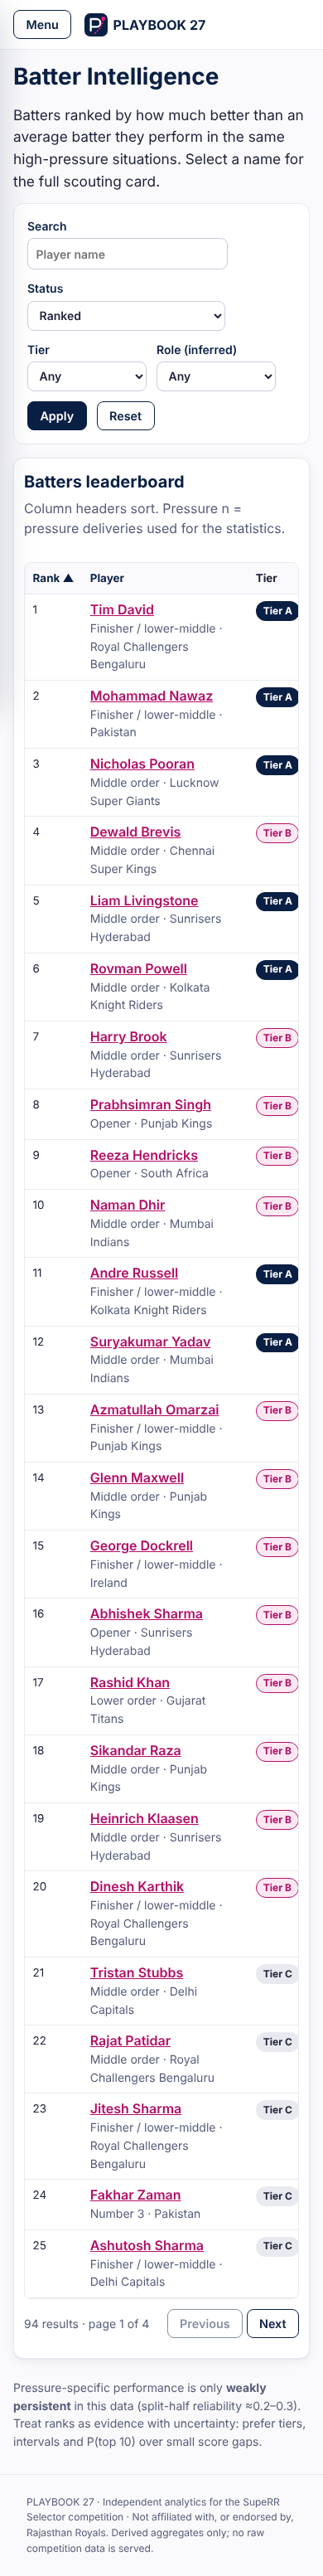 Menu
PLAYBOOK 27
Batter Intelligence
Batters ranked by how much better than an
average batter they perform in the same
high-pressure situations. Select a name for
the full scouting card.
Search
Player name
Status
Ranked
Tier
Role (inferred)
Any
Any
Apply
Reset
Batters leaderboard
Column headers sort. Pressure n =
pressure deliveries used for the statistics.
Rank ▲ Player Tier
1 Tim David Tier A
Finisher / lower-middle ·
Royal Challengers
Bengaluru
2 Mohammad Nawaz Tier A
Finisher / lower-middle ·
Pakistan
3 Nicholas Pooran Tier A
Middle order · Lucknow
Super Giants
4 Dewald Brevis Tier B
Middle order · Chennai
Super Kings
5 Liam Livingstone Tier A
Middle order · Sunrisers
Hyderabad
6 Rovman Powell Tier A
Middle order · Kolkata
Knight Riders
7 Harry Brook Tier B
Middle order · Sunrisers
Hyderabad
8 Prabhsimran Singh Tier B
Opener · Punjab Kings
9 Reeza Hendricks Tier B
Opener · South Africa
10 Naman Dhir Tier B
Middle order · Mumbai
Indians
11 Andre Russell Tier A
Finisher / lower-middle ·
Kolkata Knight Riders
12 Suryakumar Yadav Tier A
Middle order · Mumbai
Indians
13 Azmatullah Omarzai Tier B
Finisher / lower-middle ·
Punjab Kings
14 Glenn Maxwell Tier B
Middle order · Punjab
Kings
15 George Dockrell Tier B
Finisher / lower-middle ·
Ireland
16 Abhishek Sharma Tier B
Opener · Sunrisers
Hyderabad
17 Rashid Khan Tier B
Lower order · Gujarat
Titans
18 Sikandar Raza Tier B
Middle order · Punjab
Kings
19 Heinrich Klaasen Tier B
Middle order · Sunrisers
Hyderabad
20 Dinesh Karthik Tier B
Finisher / lower-middle ·
Royal Challengers
Bengaluru
21 Tristan Stubbs Tier C
Middle order · Delhi
Capitals
22 Rajat Patidar Tier C
Middle order · Royal
Challengers Bengaluru
23 Jitesh Sharma Tier C
Finisher / lower-middle ·
Royal Challengers
Bengaluru
24 Fakhar Zaman Tier C
Number 3 · Pakistan
25 Ashutosh Sharma Tier C
Finisher / lower-middle ·
Delhi Capitals
94 results · page 1 of 4
Previous
Next
Pressure-specific performance is only weakly
persistent in this data (split-half reliability ≈0.2–0.3).
Treat ranks as evidence with uncertainty: prefer tiers,
intervals and P(top 10) over small score gaps.
PLAYBOOK 27 · Independent analytics for the SupeRR
Selector competition · Not affiliated with, or endorsed by,
Rajasthan Royals. Derived aggregates only; no raw
competition data is served.